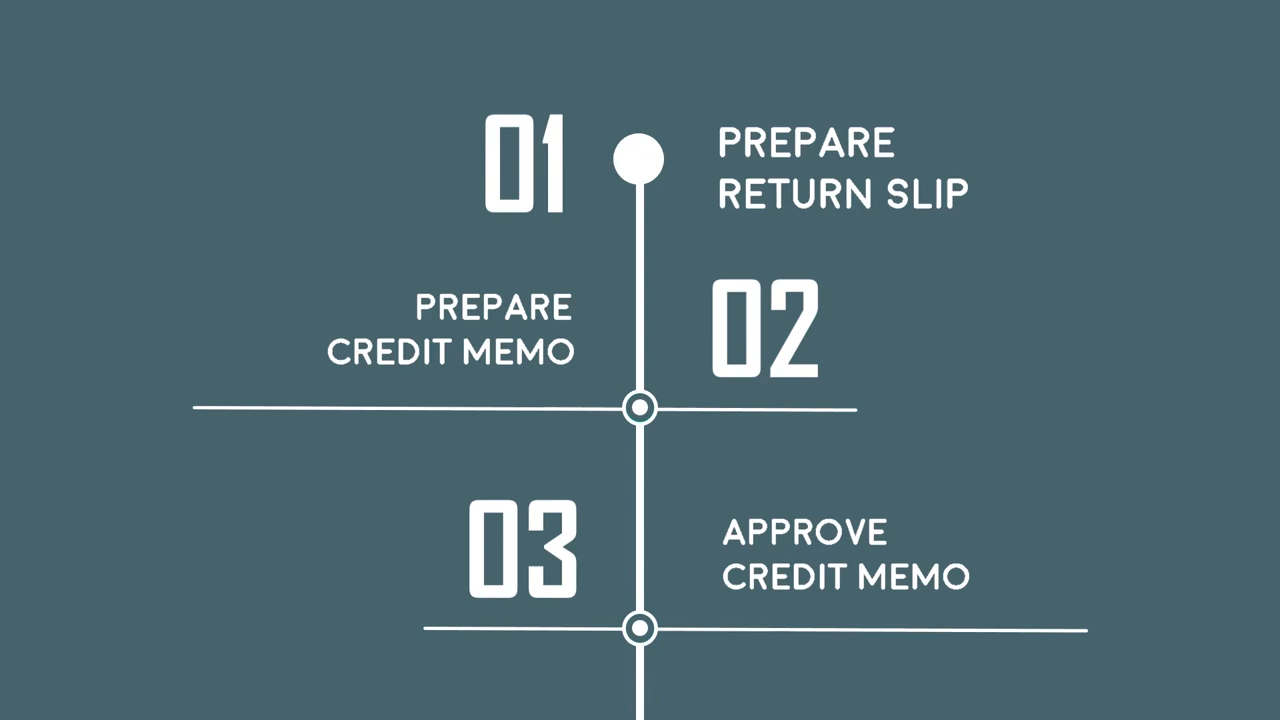 01
PREPARE
RETURN SLIP
PREPARE
CREDIT MEMO
02
03
APPROVE
CREDIT MEMO